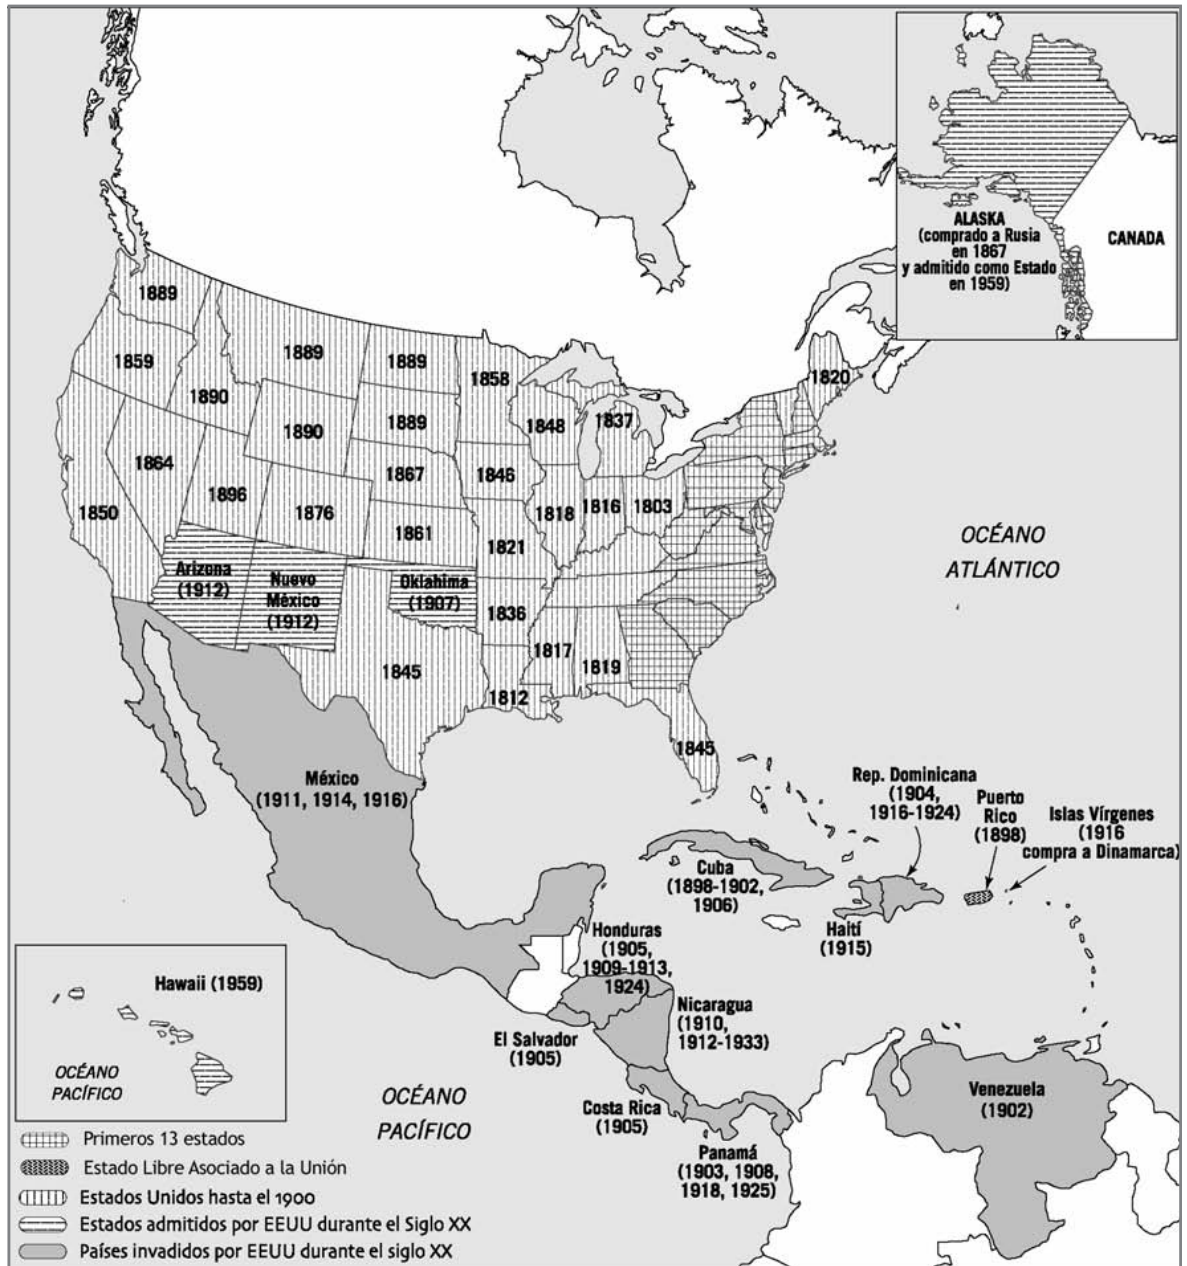 ALASKA
(comprado a Rusia
en 1867
y admitido como Estado
en 1959)
CANADA
1889
1859
1889
1889
1858
1820
1890
1890
1889
1848
1837
1864
1867
1846
1896
1850
1876
1861
1818
1816
1803
1821
Arizona
(1912)
Nuevo
México
(1912)
Oklahima
(1907)
1836
1817
1819
1845
1812
1845
OCÉANO
ATLÁNTICO
México
(1911, 1914, 1916)
Rep. Dominicana
(1904,
1916-1924)
Puerto
Rico
(1898)
Islas Vírgenes
(1916
compra a Dinamarca)
Cuba
(1898-1902,
1906)
Haití
(1915)
Honduras
(1905,
1909-1913,
1924)
Nicaragua
(1910,
1912-1933)
El Salvador
(1905)
Costa Rica
(1905)
Panamá
(1903, 1908,
1918, 1925)
Venezuela
(1902)
Hawaii (1959)
OCÉANO
PACÍFICO
OCÉANO
PACÍFICO
Primeros 13 estados
Estado Libre Asociado a la Unión
Estados Unidos hasta el 1900
Estados admitidos por EEUU durante el Siglo XX
Países invadidos por EEUU durante el siglo XX